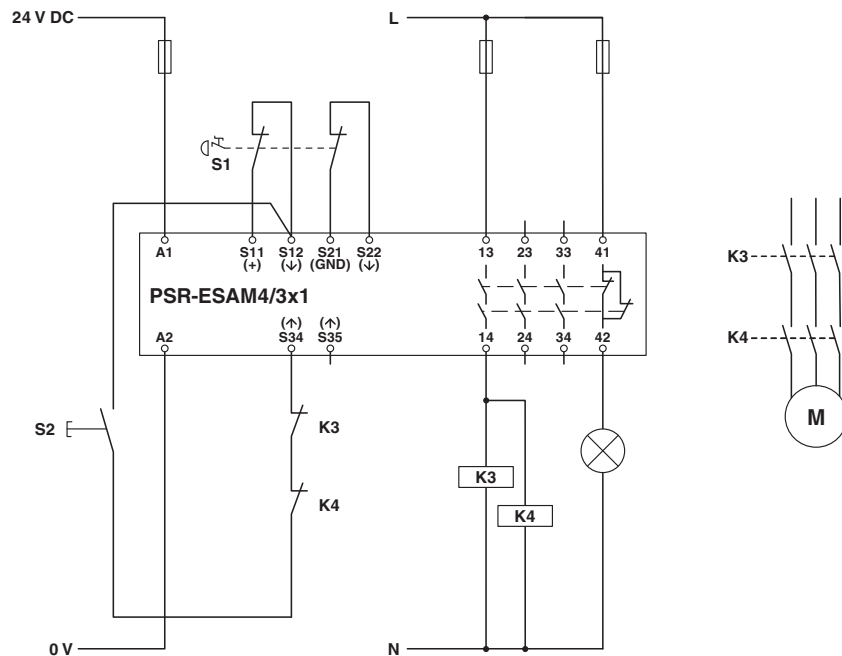 24 V DC
L
S1
A1
S11
(+)
S12
(↓)
S21
(GND)
S22
(↓)
13
23
33
41
PSR-ESAM4/3x1
A2
(↑)
S34
(↑)
S35
14
24
34
42
K3
K4
M
S2
K3
K4
K3
K4
0 V
N